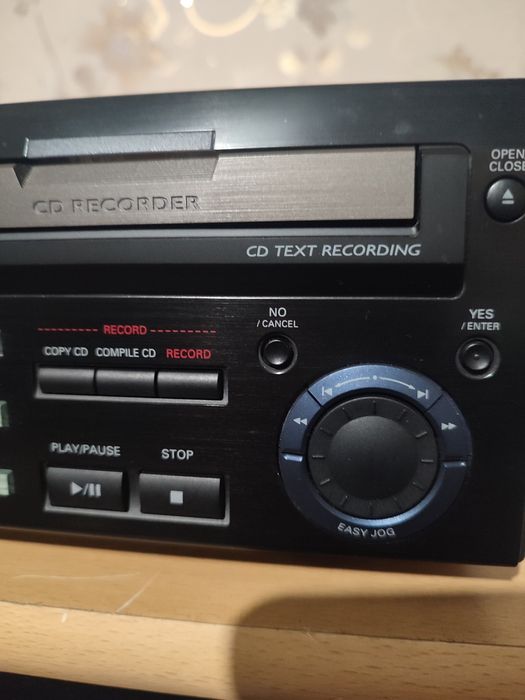 OPEN
CLOSE
CD RECORDER
CD TEXT RECORDING
NO
/ CANCEL
YES
/ ENTER
RECORD
COPY CD COMPILE CD RECORD
PLAY/PAUSE
STOP
EASY JOG